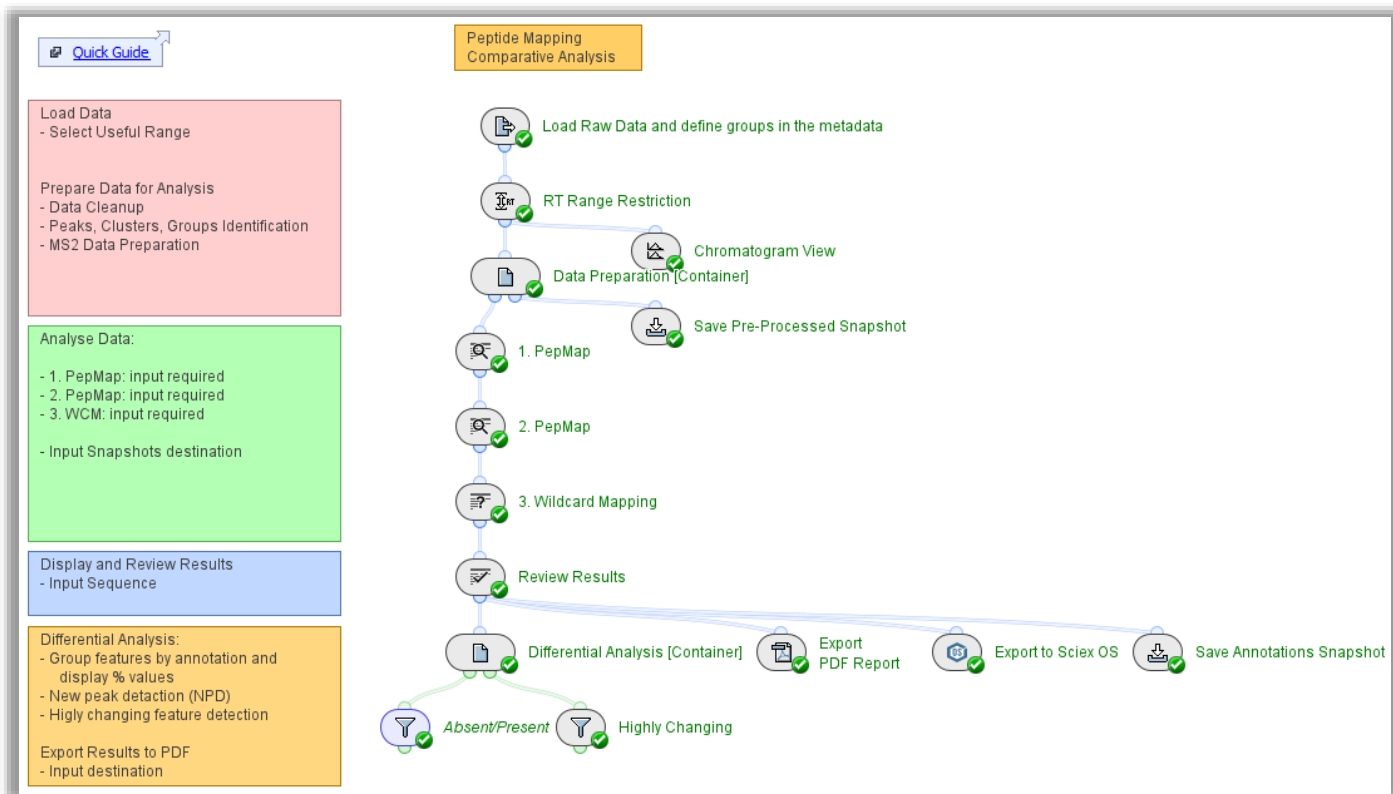 Quick Guide
Peptide Mapping
Comparative Analysis
Load Data
- Select Useful Range
Prepare Data for Analysis
- Data Cleanup
- Peaks, Clusters, Groups Identification
- MS2 Data Preparation
Analyse Data:
- 1. PepMap: input required
- 2. PepMap: input required
- 3. WCM: input required
- Input Snapshots destination
Display and Review Results
- Input Sequence
Differential Analysis:
- Group features by annotation and
display % values
- New peak detaction (NPD)
- Higly changing feature detection
Export Results to PDF
- Input destination
Load Raw Data and define groups in the metadata
RT
RT Range Restriction
Chromatogram View
Data Preparation [Container]
Save Pre-Processed Snapshot
1. PepMap
2. PepMap
?
3. Wildcard Mapping
Review Results
Differential Analysis [Container]
Export
PDF Report
OS
Export to Sciex OS
Save Annotations Snapshot
Absent/Present
Highly Changing